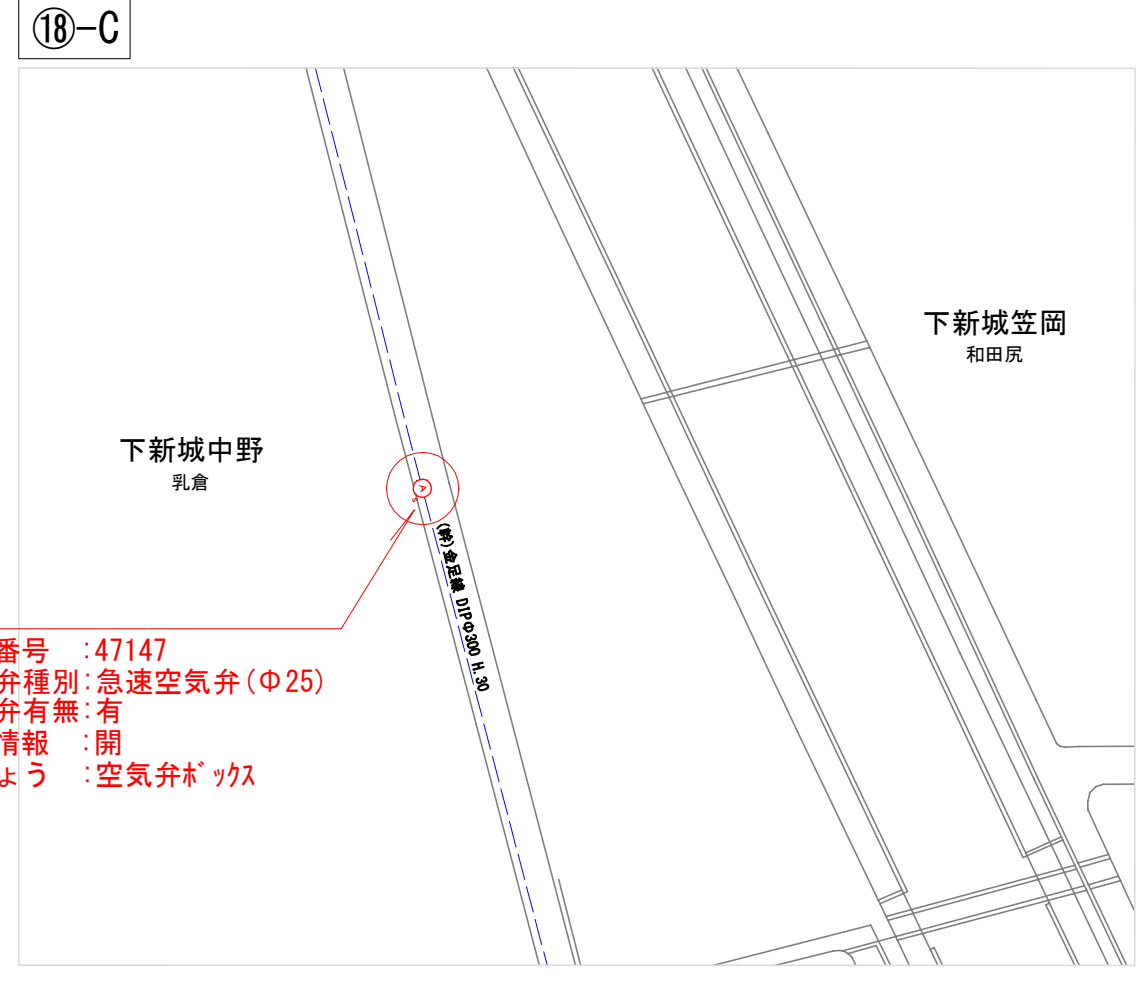 ⑱-C
下新城笠岡
和田尻
下新城中野
乳倉
A
S
(幹)金足線 DIPΦ300 H.30
番号 :47147
弁種別:急速空気弁(Φ25)
弁有無:有
情報 :開
ょう :空気弁ボックス